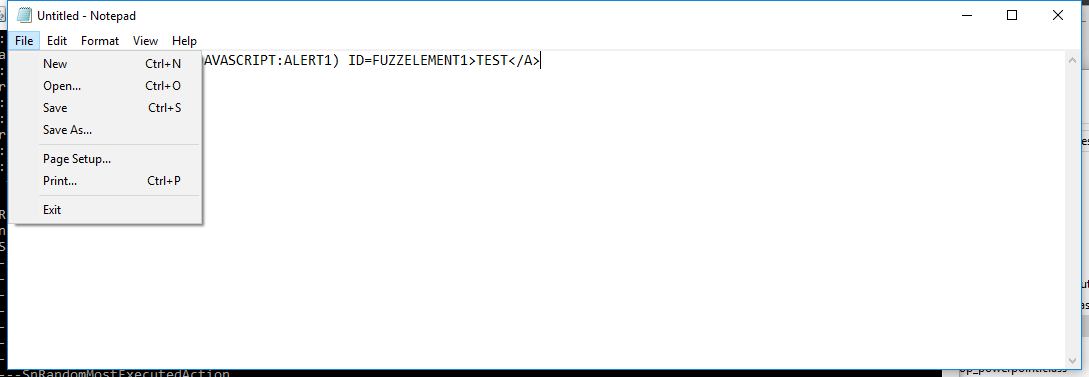 Untitled - Notepad
File Edit Format View Help
AVASCRIPT:ALERT1) ID=FUZZELEMENT1>TEST</A>
New Ctrl+N
Open... Ctrl+O
Save Ctrl+S
Save As...
Page Setup...
Print... Ctrl+P
Exit
---SnRandomMostExecutedAction